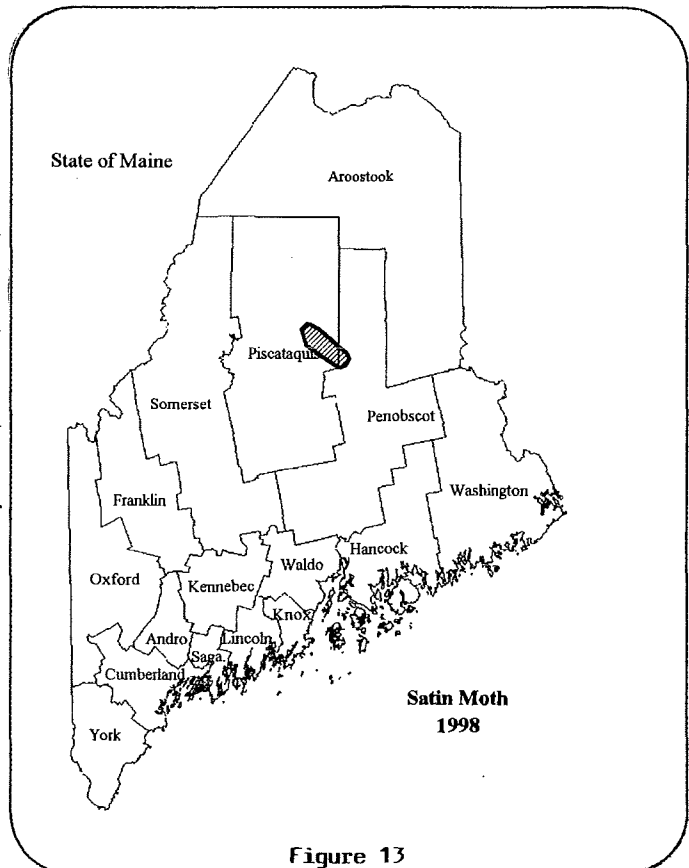 State of Maine
Aroostook
Piscataquis
Somerset
Penobscot
Franklin
Washington
Oxford
Kennebec
Waldo
Hancock
Knox
Andro
Lincoln
Saga.
Cumberland
York
Satin Moth
1998
Figure 13